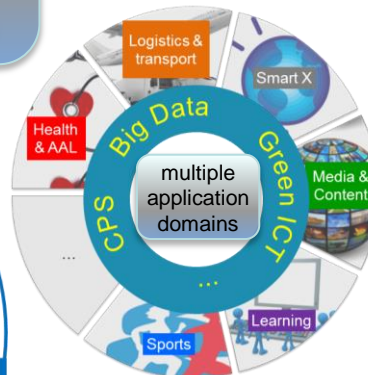 Logistics &
transport
Smart X
Health
& AAL
Big Data
Green ICT
CPS
...
multiple
application
domains
Media &
Content
...
Learning
Sports